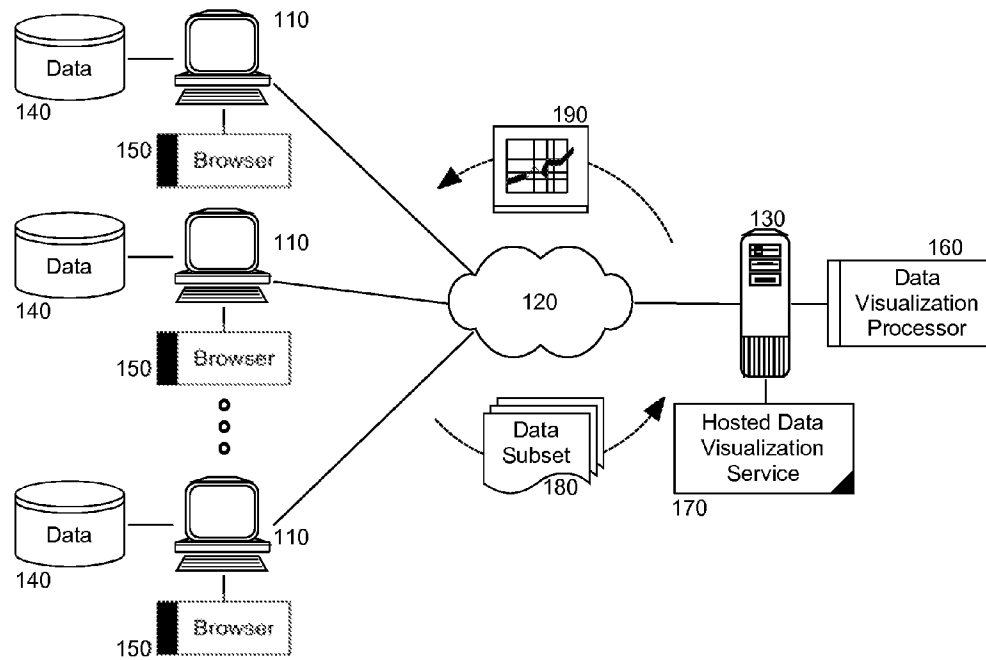 110
Data
140
150
Browser
190
110
Data
140
130
160
Data
Visualization
Processor
120
150
Browser
Data
Subset
180
Hosted Data
Visualization
Service
170
110
Data
140
150
Browser